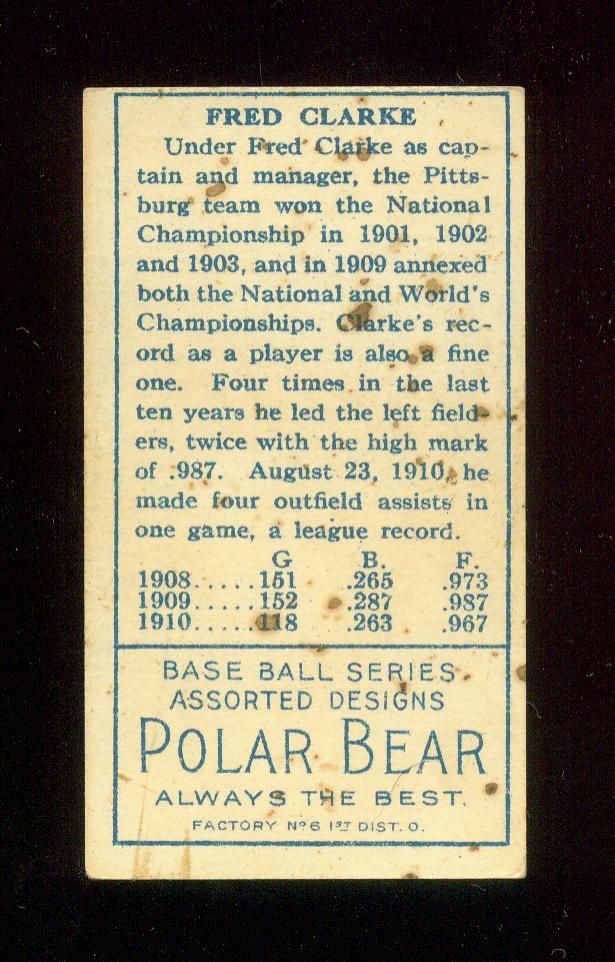 FRED CLARKE
Under Fred Clarke as cap-
tain and manager, the Pitts-
burg team won the National
Championship in 1901, 1902
and 1903, and in 1909 annexed
both the National and World's
Championships. Clarke's rec-
ord as a player is also a fine
one. Four times in the last
ten years he led the left field-
ers, twice with the high mark
of .987. August 23, 1910, he
made four outfield assists in
one game, a league record.
G B. F.
1908.....151 .265 .973
1909.....152 .287 .987
1910.....118 .263 .967
BASE BALL SERIES
ASSORTED DESIGNS
POLAR BEAR
ALWAYS THE BEST.
FACTORY Nº 6 1ST DIST. O.